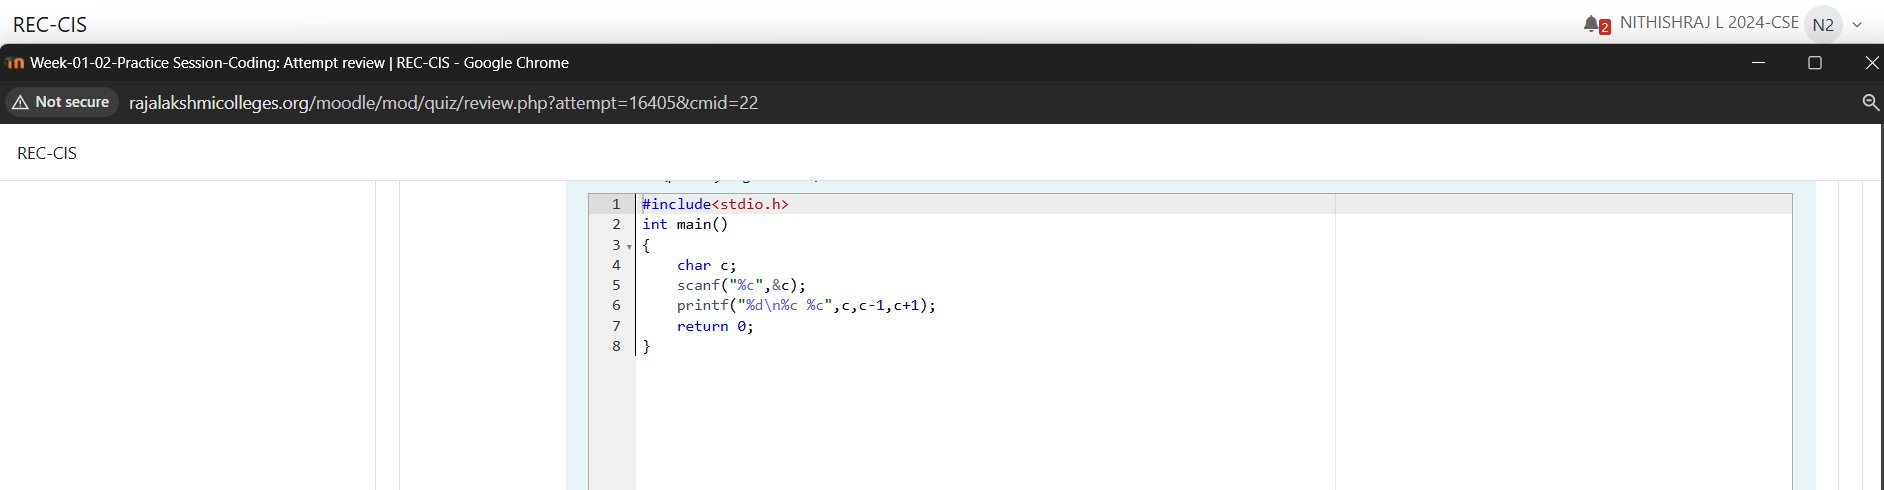 REC-CIS
2 NITHISHRAJ L 2024-CSE N2
Week-01-02-Practice Session-Coding: Attempt review | REC-CIS - Google Chrome
Not secure rajalakshmicolleges.org/moodle/mod/quiz/review.php?attempt=16405&cmid=22
REC-CIS
1 #include<stdio.h>
2 int main()
3 {
4 char c;
5 scanf("%c",&c);
6 printf("%d\n%c %c",c,c-1,c+1);
7 return 0;
8 }